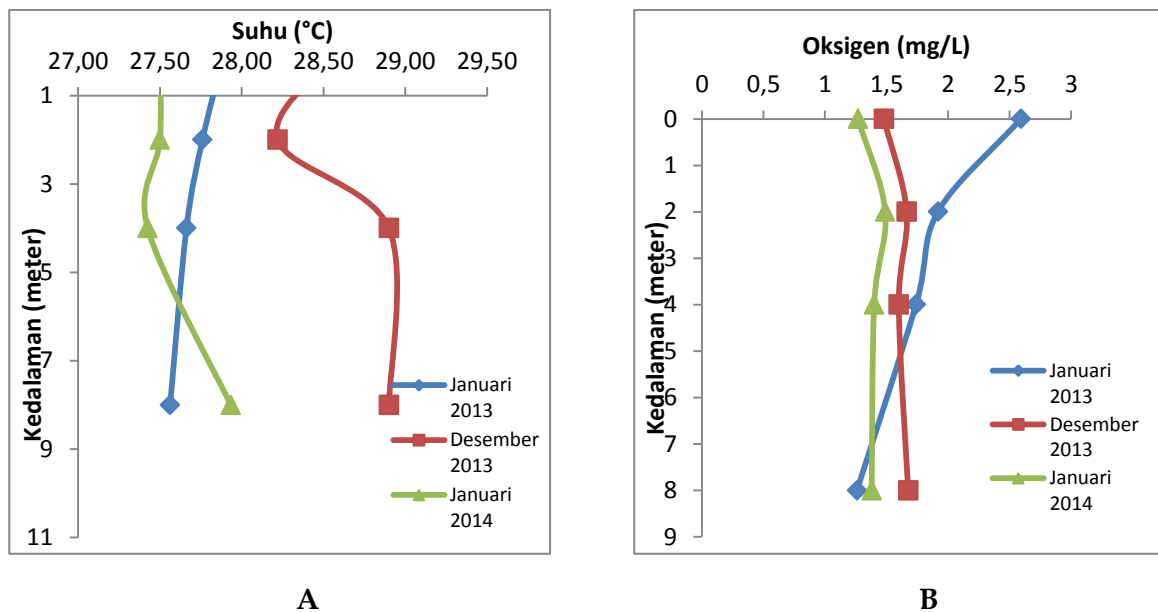 Suhu (°C)
27,00 27,50 28,00 28,50 29,00 29,50
1
3
5
7
9
11
Kedalaman (meter)
Januari
2013
Desember
2013
Januari
2014
A
Oksigen (mg/L)
0 0,5 1 1,5 2 2,5 3
0
1
2
3
4
5
6
7
8
9
Kedalaman (meter)
Januari
2013
Desember
2013
Januari
2014
B